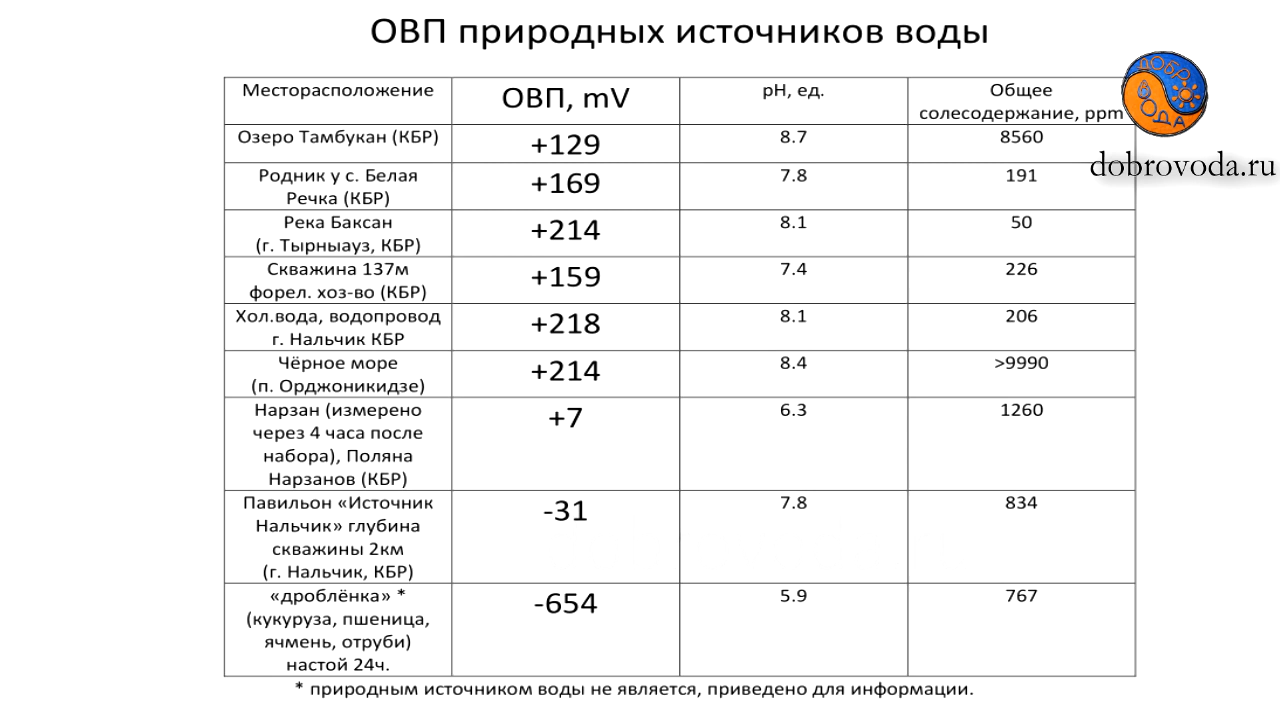 ОВП природных источников воды
ДОБР
ВОДА
dobrovoda.ru
Месторасположение
ОВП, mV
pH, ед.
Общее
солесодержание, ppm
Озеро Тамбукан (КБР)
+129
8.7
8560
Родник у с. Белая
Речка (КБР)
+169
7.8
191
Река Баксан
(г. Тырныауз, КБР)
+214
8.1
50
Скважина 137м
форел. хоз-во (КБР)
+159
7.4
226
Хол.вода, водопровод
г. Нальчик КБР
+218
8.1
206
Чёрное море
(п. Орджоникидзе)
+214
8.4
>9990
Нарзан (измерено
через 4 часа после
набора), Поляна
Нарзанов (КБР)
+7
6.3
1260
Павильон «Источник
Нальчик» глубина
скважины 2км
(г. Нальчик, КБР)
-31
7.8
834
«дроблёнка» *
(кукуруза, пшеница,
ячмень, отруби)
настой 24ч.
-654
5.9
767
* природным источником воды не является, приведено для информации.